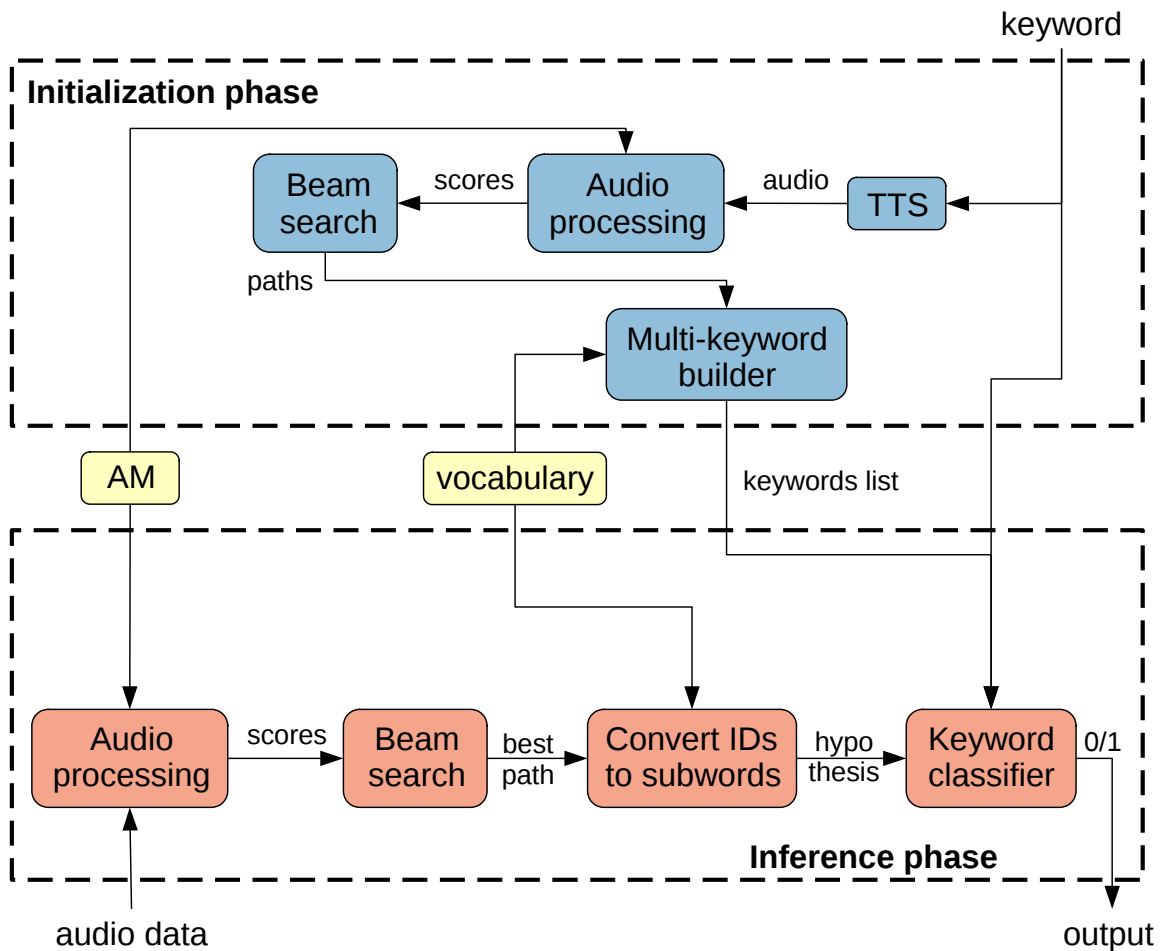 keyword
Initialization phase
Beam
search
scores
Audio
processing
audio
TTS
paths
Multi-keyword
builder
AM
vocabulary
keywords list
Audio
processing
scores
Beam
search
best
path
Convert IDs
to subwords
hypo
thesis
Keyword
classifier
0/1
Inference phase
audio data
output